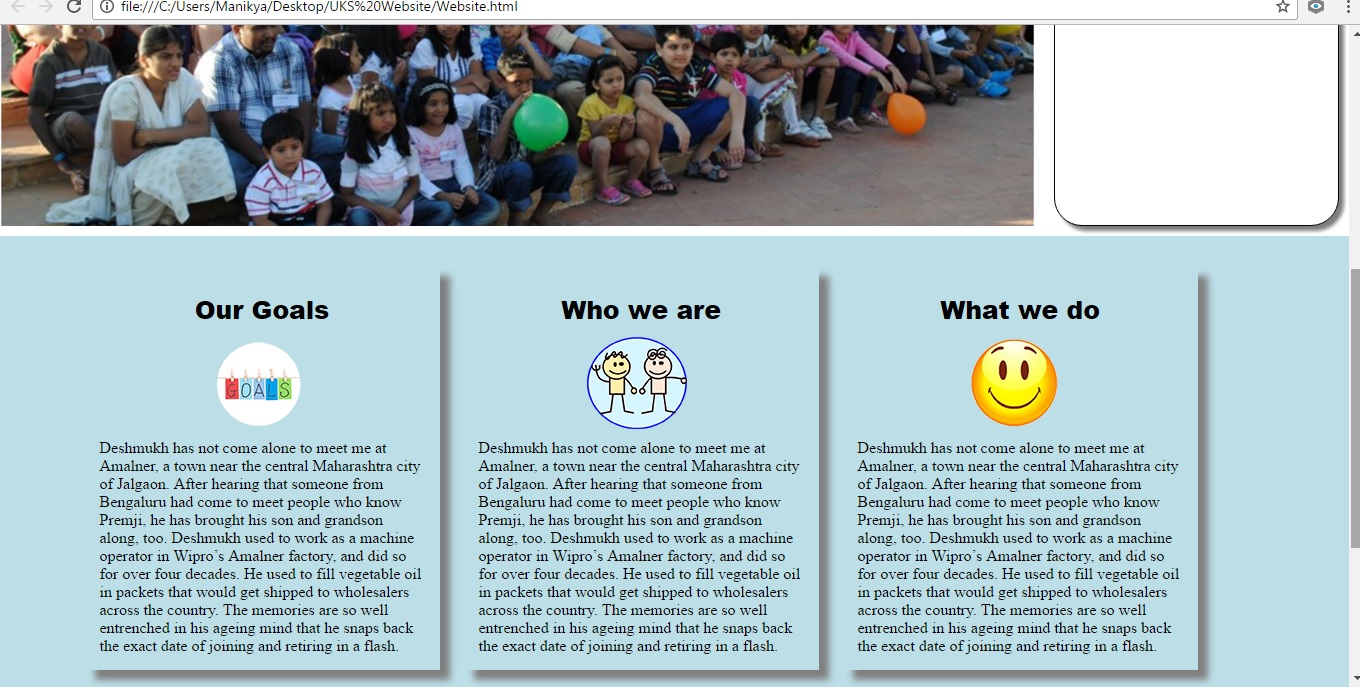 file:///C:/Users/Manikya/Desktop/UKS%20Website/Website.html
Our Goals
GOALS
Deshmukh has not come alone to meet me at
Amalner, a town near the central Maharashtra city
of Jalgaon. After hearing that someone from
Bengaluru had come to meet people who know
Premji, he has brought his son and grandson
along, too. Deshmukh used to work as a machine
operator in Wipro’s Amalner factory, and did so
for over four decades. He used to fill vegetable oil
in packets that would get shipped to wholesalers
across the country. The memories are so well
entrenched in his ageing mind that he snaps back
the exact date of joining and retiring in a flash.
Who we are
Deshmukh has not come alone to meet me at
Amalner, a town near the central Maharashtra city
of Jalgaon. After hearing that someone from
Bengaluru had come to meet people who know
Premji, he has brought his son and grandson
along, too. Deshmukh used to work as a machine
operator in Wipro’s Amalner factory, and did so
for over four decades. He used to fill vegetable oil
in packets that would get shipped to wholesalers
across the country. The memories are so well
entrenched in his ageing mind that he snaps back
the exact date of joining and retiring in a flash.
What we do
Deshmukh has not come alone to meet me at
Amalner, a town near the central Maharashtra city
of Jalgaon. After hearing that someone from
Bengaluru had come to meet people who know
Premji, he has brought his son and grandson
along, too. Deshmukh used to work as a machine
operator in Wipro’s Amalner factory, and did so
for over four decades. He used to fill vegetable oil
in packets that would get shipped to wholesalers
across the country. The memories are so well
entrenched in his ageing mind that he snaps back
the exact date of joining and retiring in a flash.